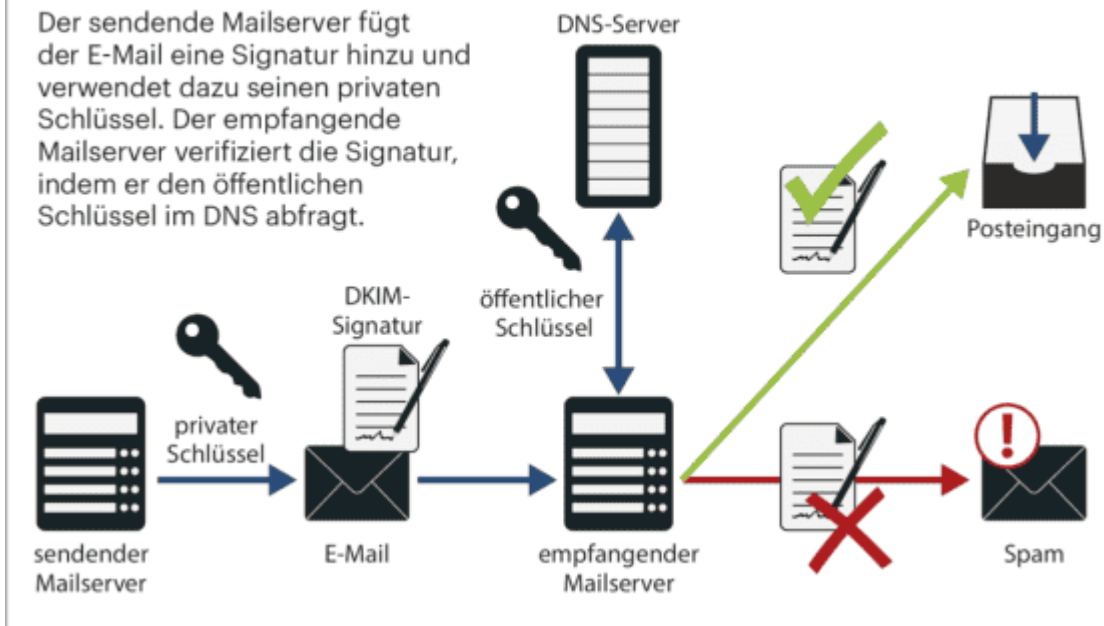 Der sendende Mailserver fügt
der E-Mail eine Signatur hinzu und
verwendet dazu seinen privaten
Schlüssel. Der empfangende
Mailserver verifiziert die Signatur,
indem er den öffentlichen
Schlüssel im DNS abfragt.
DNS-Server
Posteingang
öffentlicher
Schlüssel
DKIM-
Signatur
privater
Schlüssel
sendender
Mailserver
E-Mail
empfangender
Mailserver
Spam